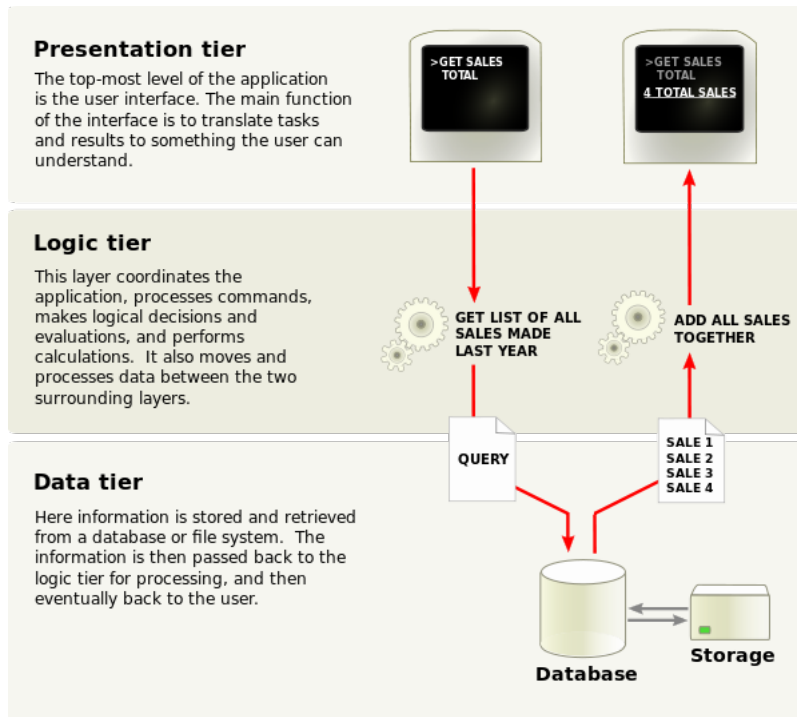 Presentation tier
The top-most level of the application
is the user interface. The main function
of the interface is to translate tasks
and results to something the user can
understand.
>GET SALES
TOTAL
>GET SALES
TOTAL
4 TOTAL SALES
Logic tier
This layer coordinates the
application, processes commands,
makes logical decisions and
evaluations, and performs
calculations.  It also moves and
processes data between the two
surrounding layers.
GET LIST OF ALL
SALES MADE
LAST YEAR
ADD ALL SALES
TOGETHER
Data tier
Here information is stored and retrieved
from a database or file system.  The
information is then passed back to the
logic tier for processing, and then
eventually back to the user.
QUERY
SALE 1
SALE 2
SALE 3
SALE 4
Database
Storage